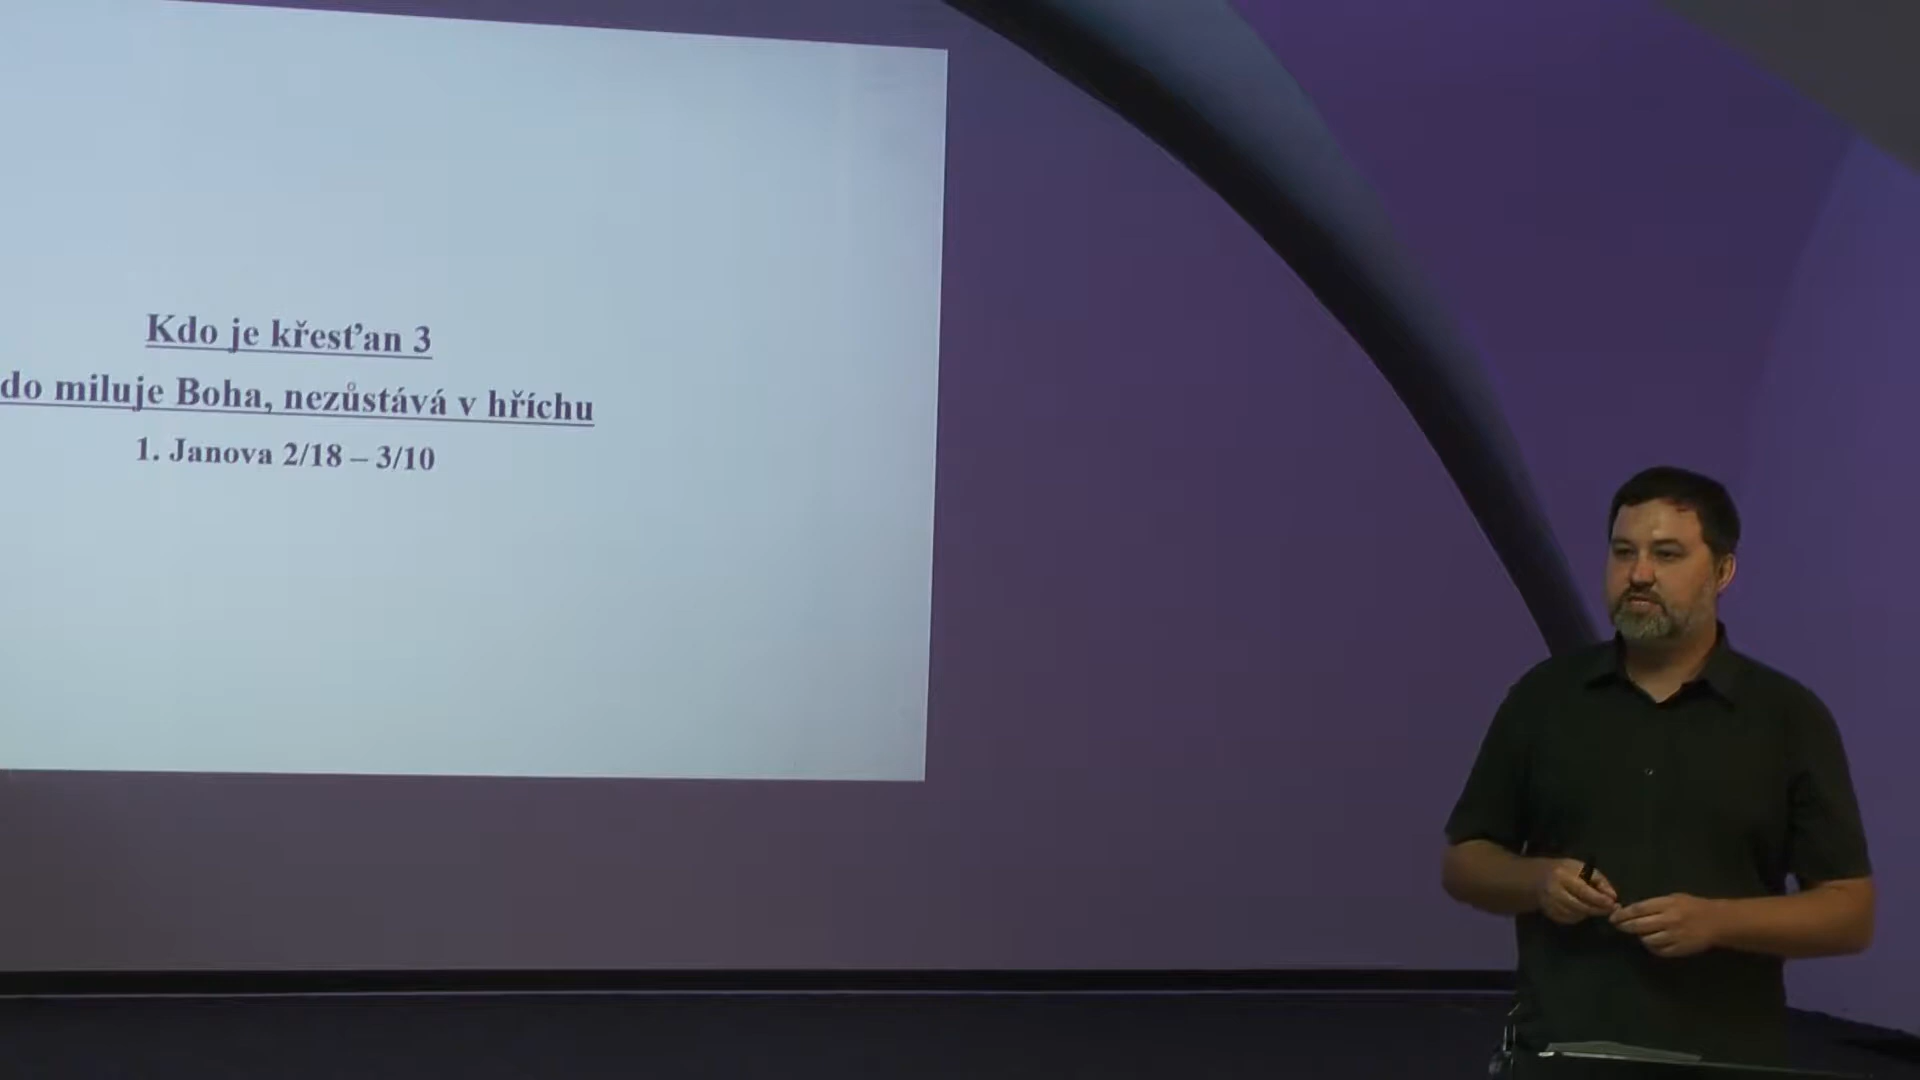 Kdo je křesťan 3
do miluje Boha, nezůstává v hříchu
1. Janova 2/18 – 3/10